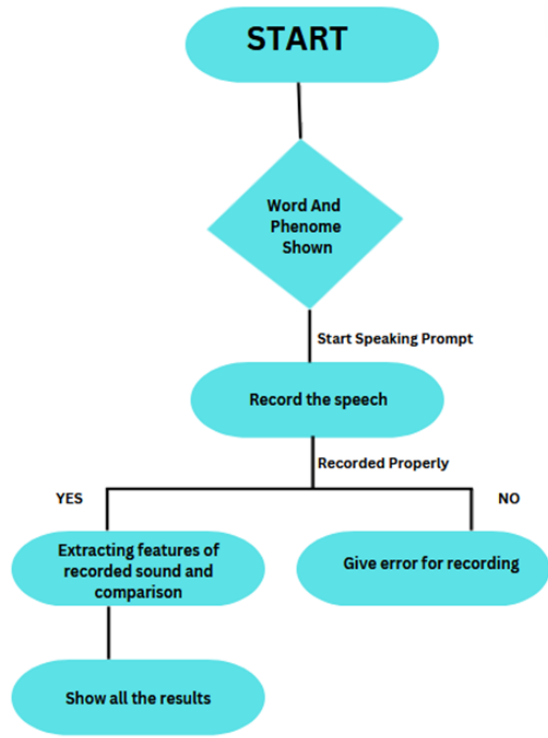 START
Word And
Phenome
Shown
Start Speaking Prompt
Record the speech
Recorded Properly
YES
NO
Extracting features of
recorded sound and
comparison
Give error for recording
Show all the results